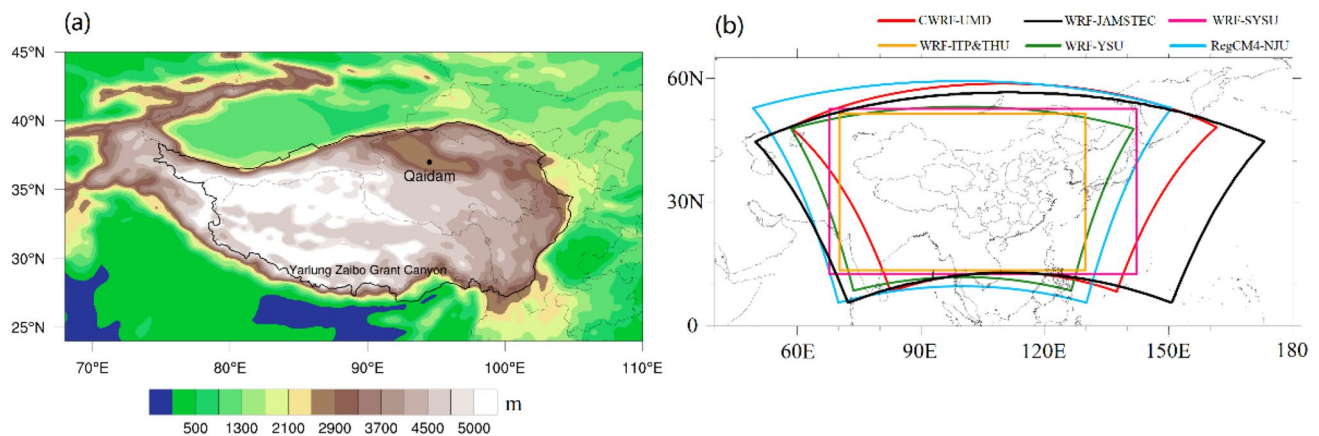 (a)
45°N
40°N
35°N
30°N
25°N
Qaidam
Yarlung Zaibo Grant Canyon
70°E 80°E 90°E 100°E 110°E
500 1300 2100 2900 3700 4500 5000 m
(b)
CWRF-UMD WRF-JAMSTEC WRF-SYSU
WRF-ITP&THU WRF-YSU RegCM4-NJU
60N
30N
0
60E 90E 120E 150E 180